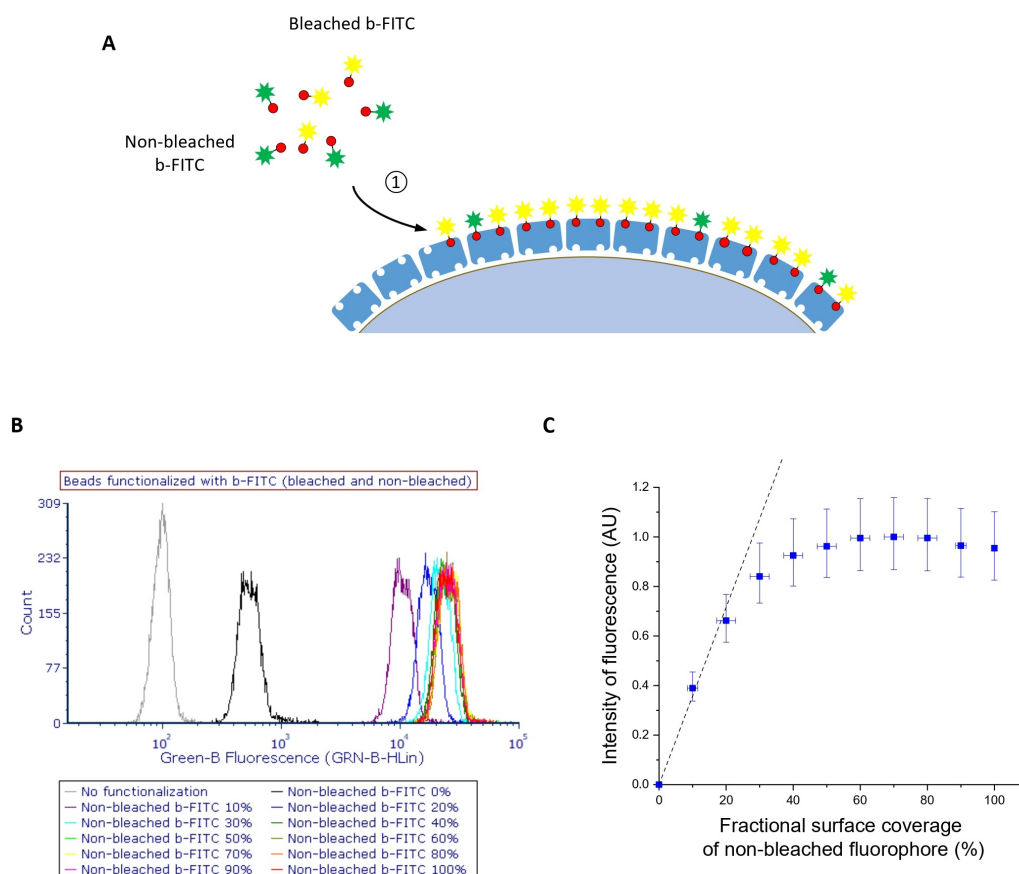 Bleached b-FITC
A
Non-bleached
b-FITC
1
B
Beads functionalized with b-FITC (bleached and non-bleached)
309
232
155
77
0
Count
10²
10³
10⁴
10⁵
Green-B Fluorescence (GRN-B-HLin)
No functionalization
Non-bleached b-FITC 0%
Non-bleached b-FITC 10%
Non-bleached b-FITC 20%
Non-bleached b-FITC 30%
Non-bleached b-FITC 40%
Non-bleached b-FITC 50%
Non-bleached b-FITC 60%
Non-bleached b-FITC 70%
Non-bleached b-FITC 80%
Non-bleached b-FITC 90%
Non-bleached b-FITC 100%
C
Intensity of fluorescence (AU)
1.2
1.0
0.8
0.6
0.4
0.2
0.0
0
20
40
60
80
100
Fractional surface coverage
of non-bleached fluorophore (%)